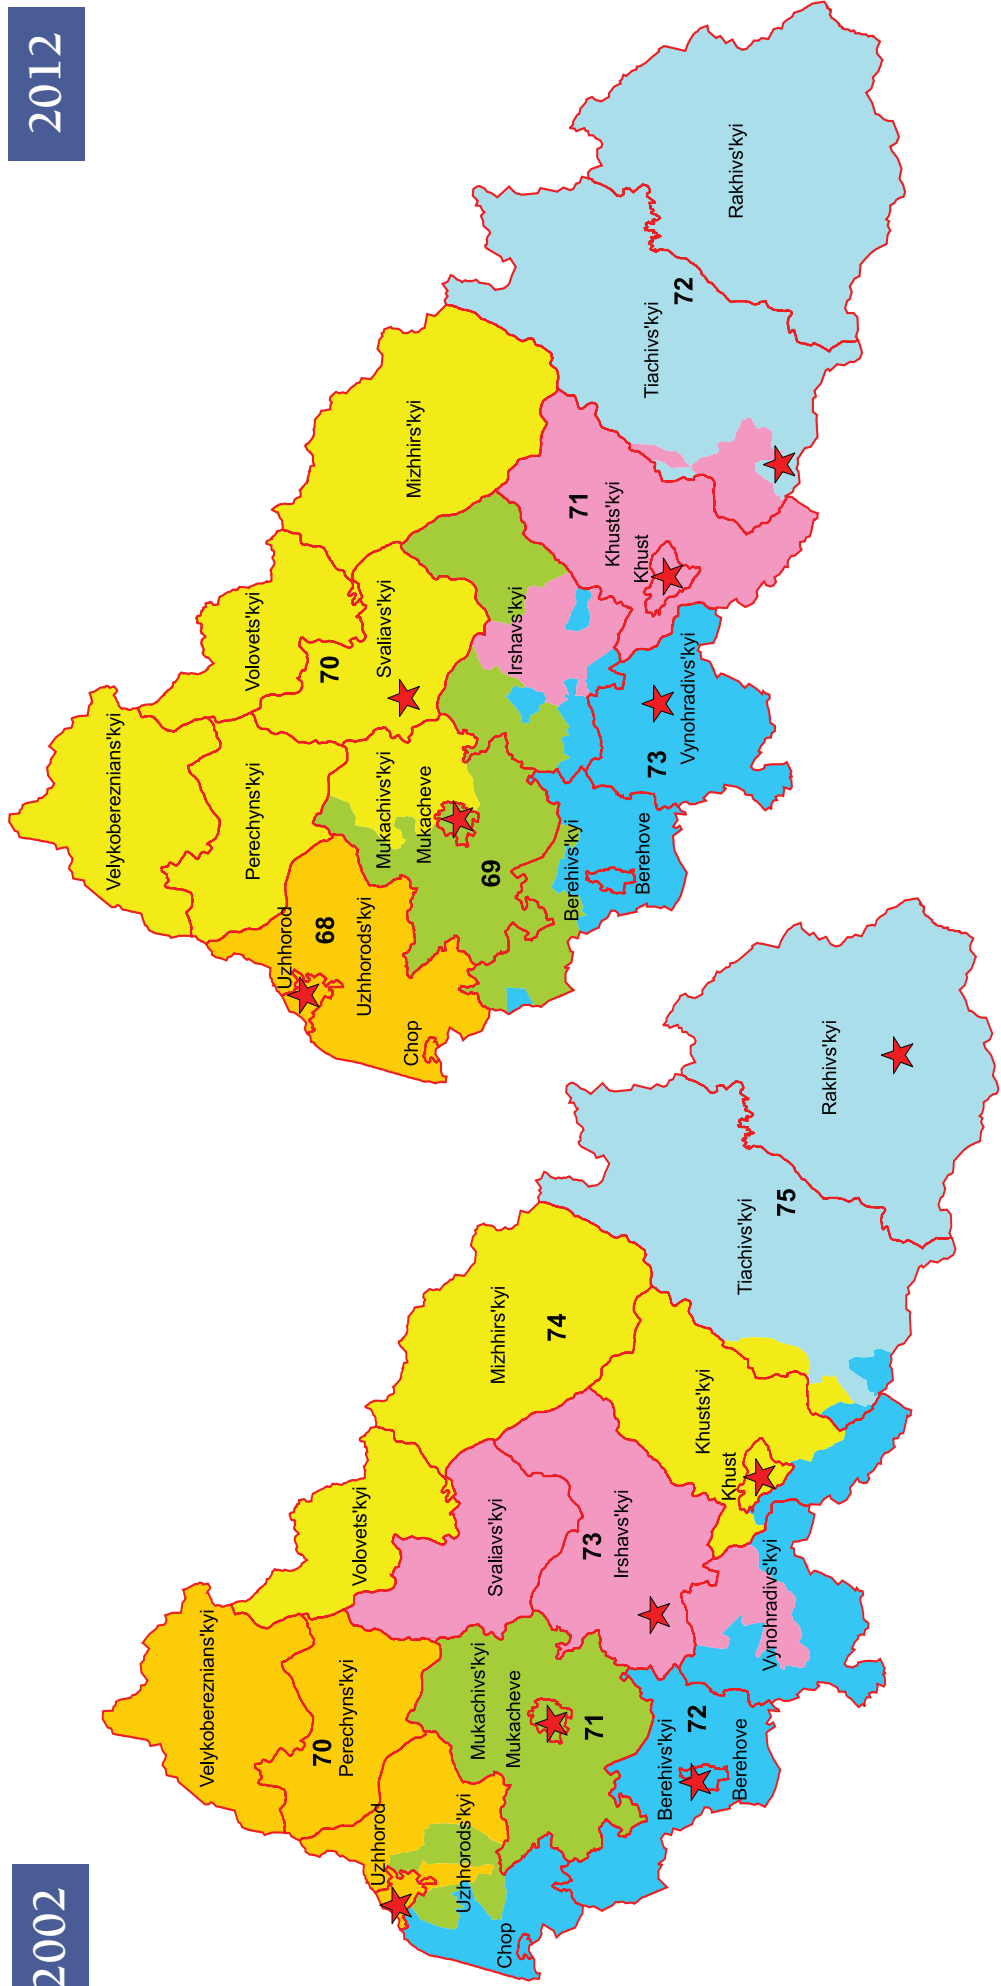 2002
Velykobereznians'kyi
70
Perechyns'kyi
Uzhhorod
Uzhhorods'kyi
Chop
Volovets'kyi
Svaliavs'kyi
Mukachivs'kyi
Mukacheve
71
73
Irshavs'kyi
Mizhhirs'kyi
74
Khusts'kyi
Khust
Berehivs'kyi
72
Berehove
Vynohradivs'kyi
Tiachivs'kyi
75
Rakhivs'kyi
2012
Velykobereznians'kyi
Perechyns'kyi
Uzhhorod
68
Uzhhorods'kyi
Chop
Volovets'kyi
70
Svaliavs'kyi
Mukachivs'kyi
Mukacheve
69
Irshavs'kyi
Mizhhirs'kyi
71
Khusts'kyi
Khust
Berehivs'kyi
Berehove
73
Vynohradivs'kyi
Tiachivs'kyi
72
Rakhivs'kyi